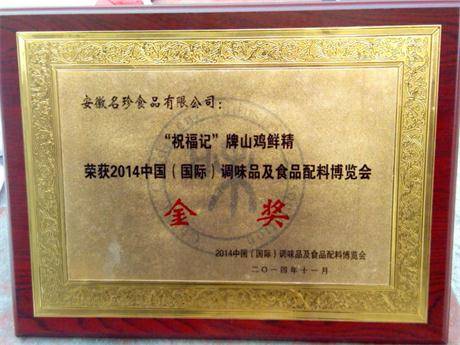 安徽名珍食品有限公司：
“祝福记”牌山鸡鲜精
荣获2014中国（国际）调味品及食品配料博览会
金奖
2014中国（国际）调味品及食品配料博览会
二〇一四年十一月